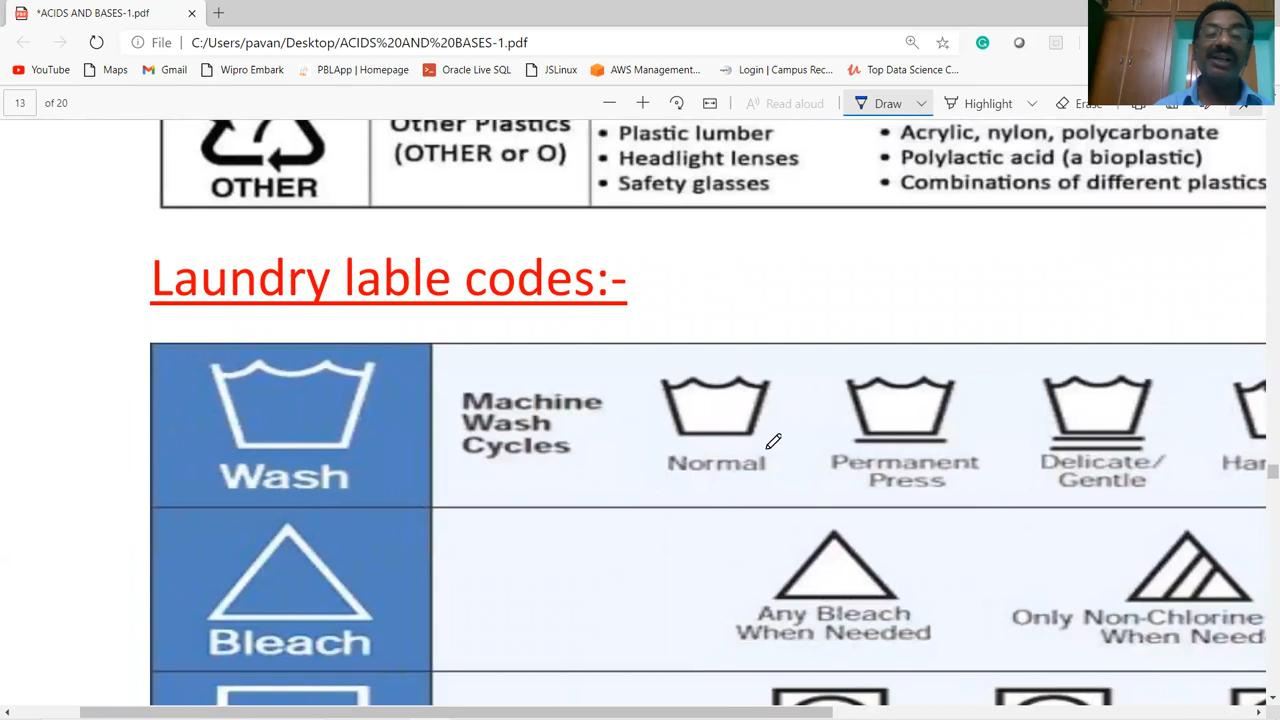 *ACIDS AND BASES-1.pdf
File C:/Users/pavan/Desktop/ACIDS%20AND%20BASES-1.pdf
YouTube Maps Gmail Wipro Embark PBLApp | Homepage Oracle Live SQL JSLinux AWS Management... Login | Campus Rec... Top Data Science C...
13 of 20 Read aloud Draw Highlight
OTHER
Other Plastics
(OTHER or O)
• Plastic lumber
• Headlight lenses
• Safety glasses
• Acrylic, nylon, polycarbonate
• Polylactic acid (a bioplastic)
• Combinations of different plastics
Laundry lable codes:-
Wash
Machine
Wash
Cycles
Normal
Permanent
Press
Delicate/
Gentle
Har
Bleach
Any Bleach
When Needed
Only Non-Chlorine
When Need